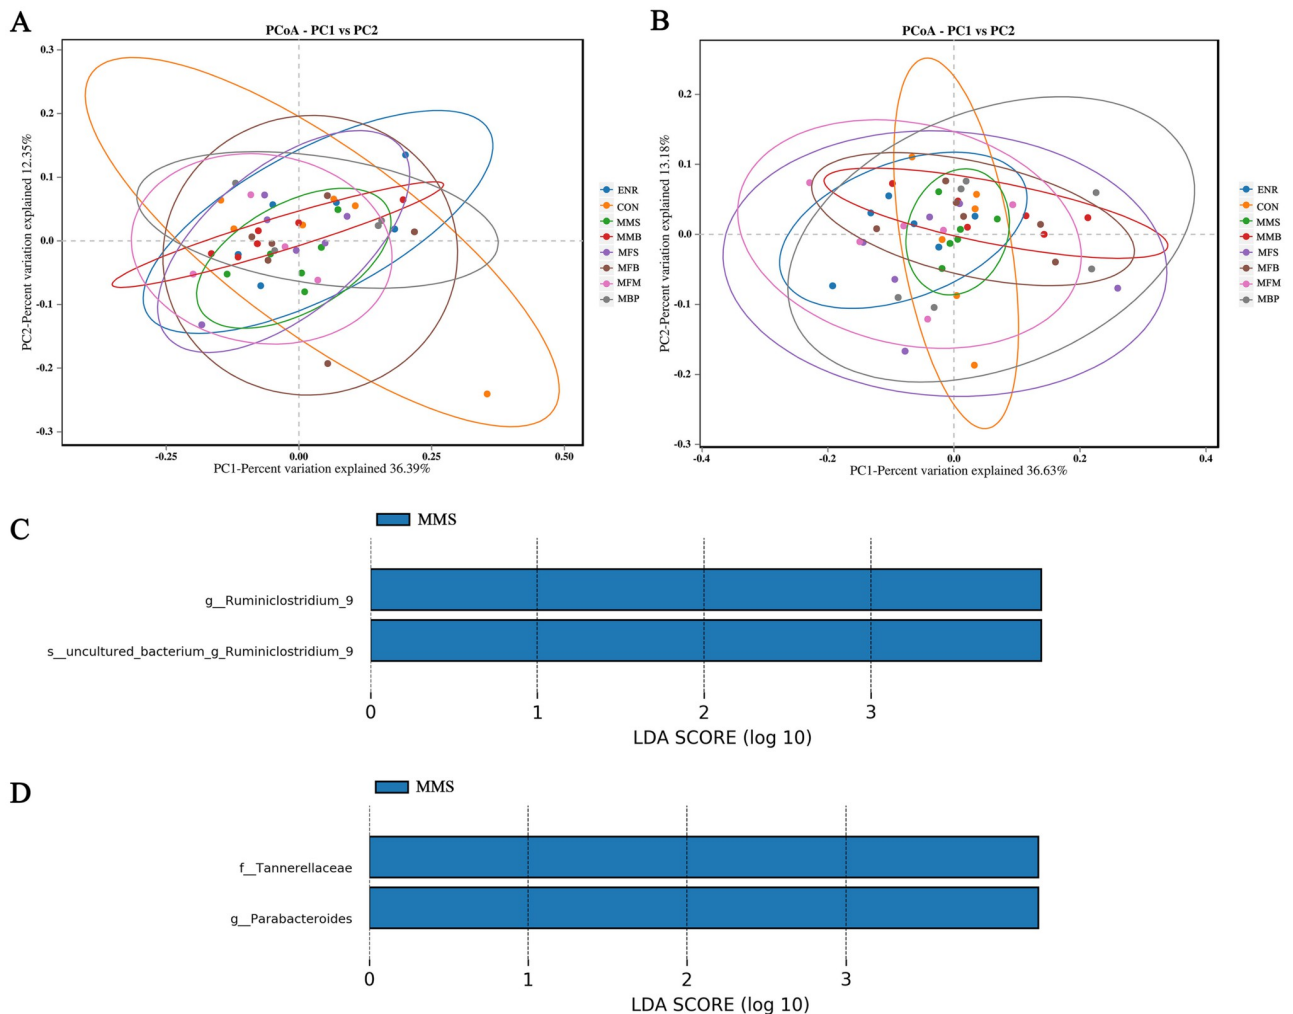 A
PCoA - PC1 vs PC2
PC2-Percent variation explained 12.35%
0.3
0.2
0.1
0.0
-0.1
-0.2
-0.3
-0.25
0.00
0.25
0.50
PC1-Percent variation explained 36.39%
ENR
CON
MMS
MMB
MFS
MFB
MFM
MBP
B
PCoA - PC1 vs PC2
PC2-Percent variation explained 13.18%
0.2
0.1
0.0
-0.1
-0.2
-0.3
-0.4
-0.2
0.0
0.2
0.4
PC1-Percent variation explained 36.63%
ENR
CON
MMS
MMB
MFS
MFB
MFM
MBP
C
MMS
g__Ruminiclostridium_9
s__uncultured_bacterium_g_Ruminiclostridium_9
0
1
2
3
LDA SCORE (log 10)
D
MMS
f__Tannerellaceae
g__Parabacteroides
0
1
2
3
LDA SCORE (log 10)